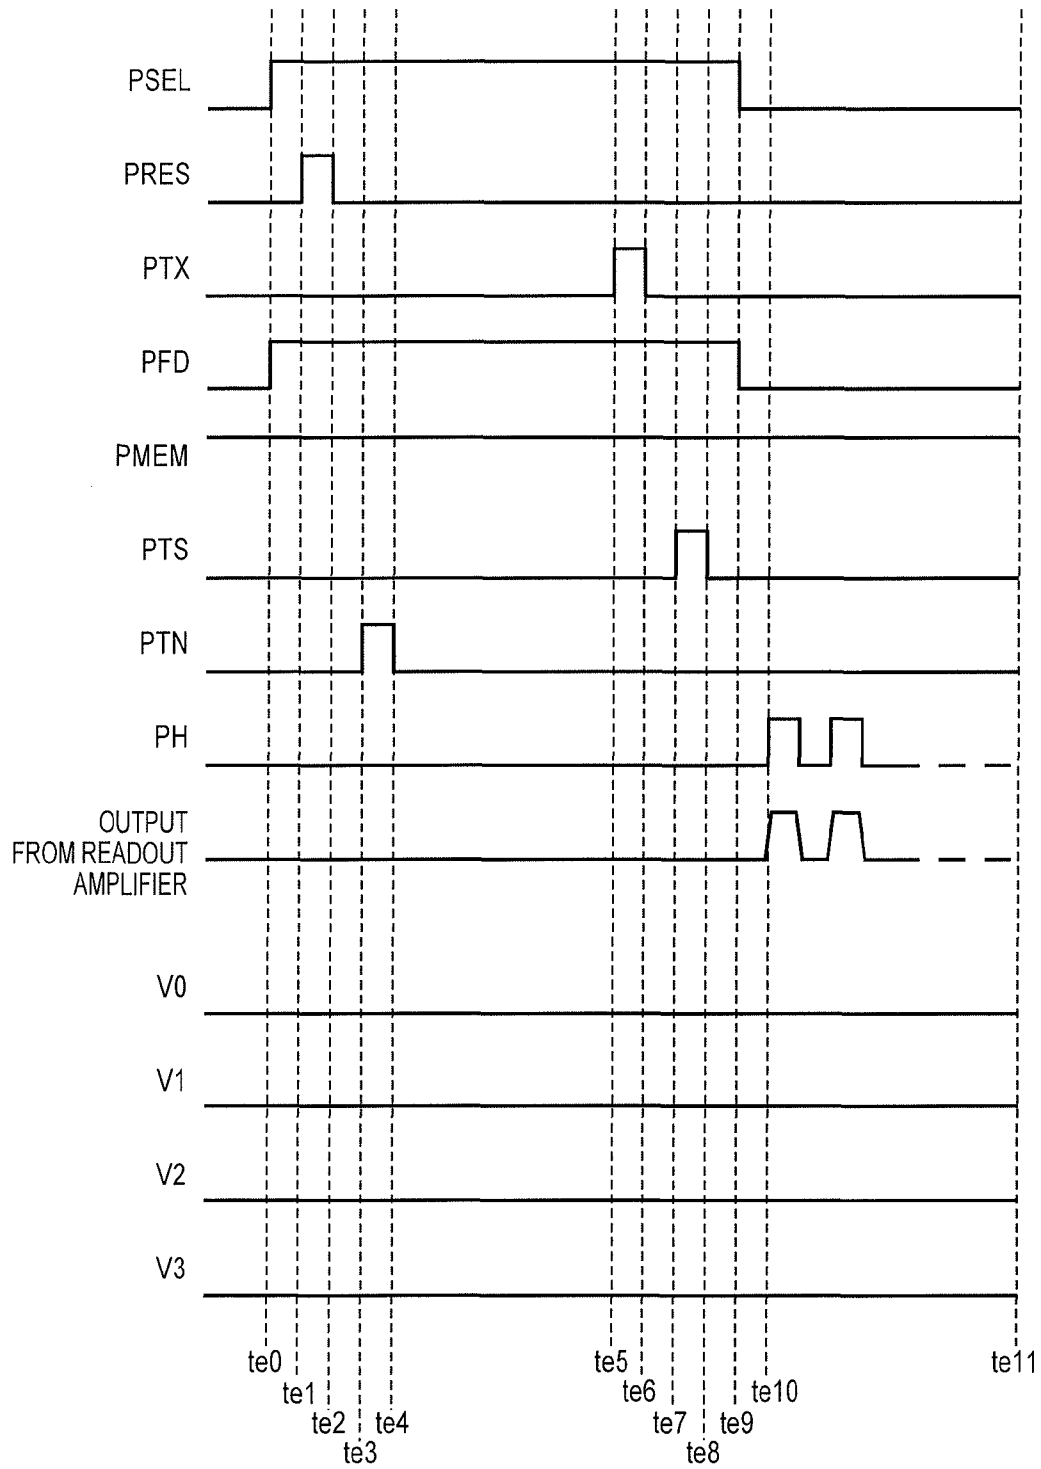 PSEL
PRES
PTX
PFD
PMEM
PTS
PTN
PH
OUTPUT
FROM READOUT
AMPLIFIER
V0
V1
V2
V3
te0
te1
te2
te3
te4
te5
te6
te7
te8
te9
te10
te11